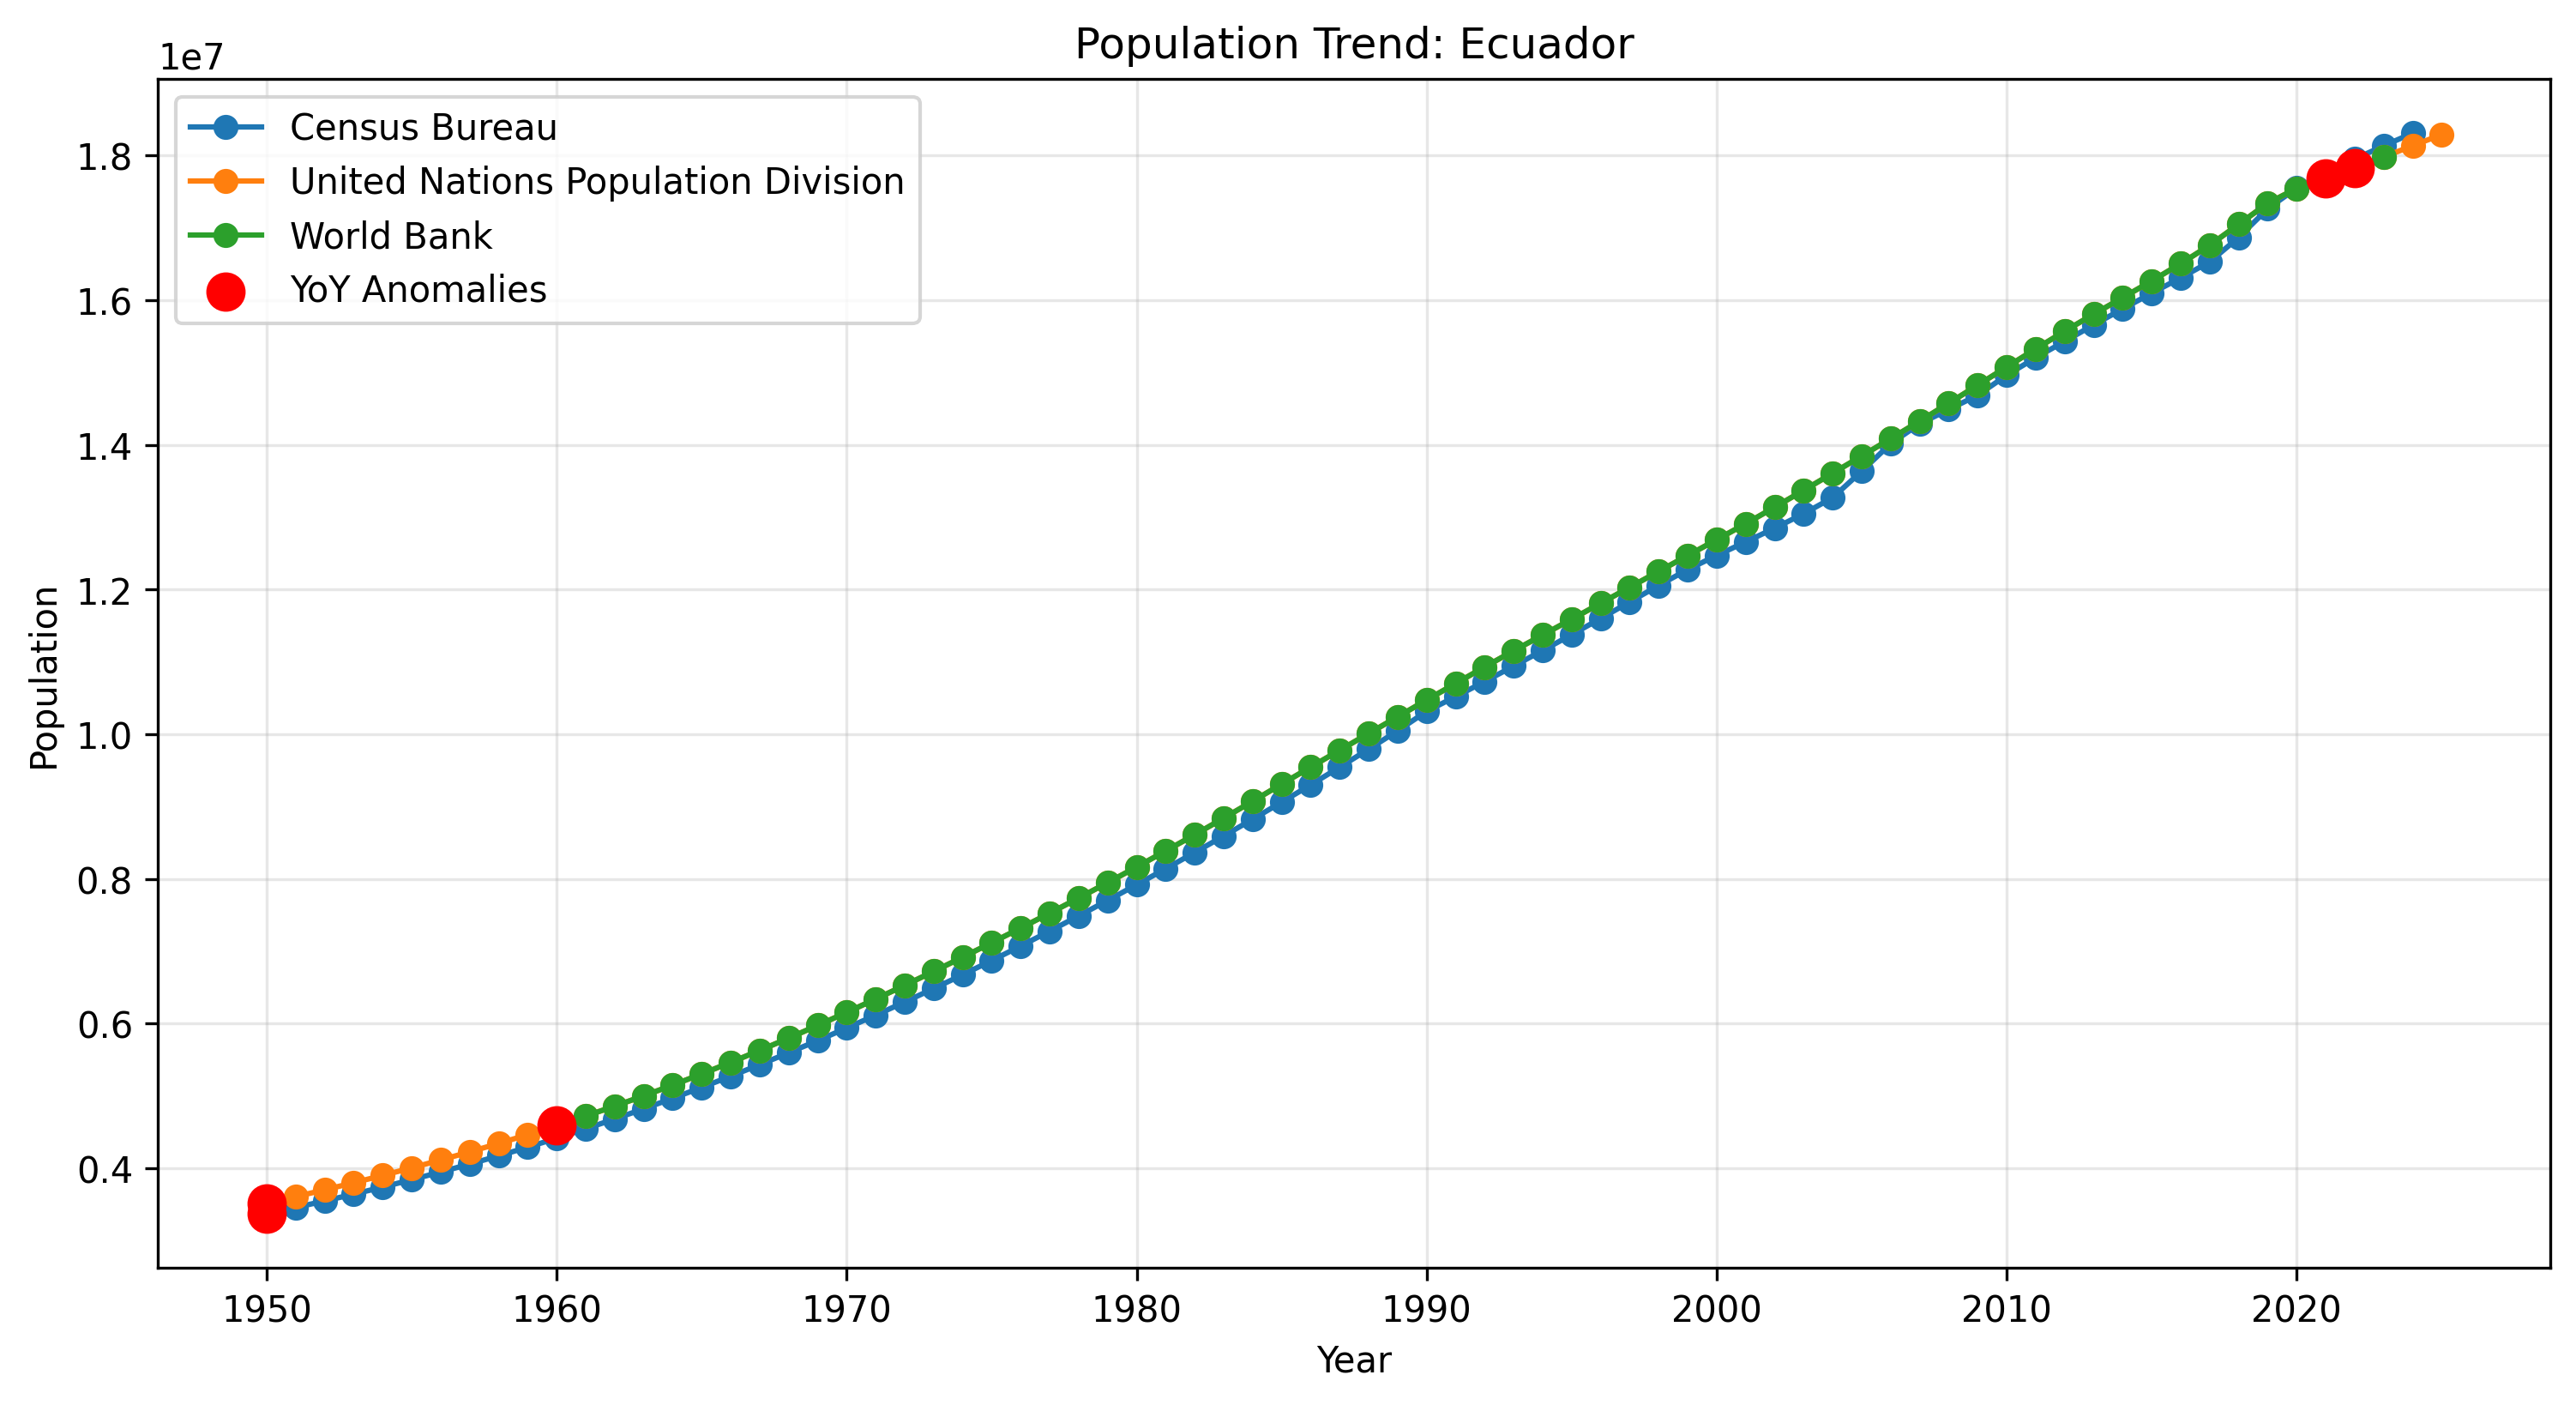 Population Trend: Ecuador
1e7
Census Bureau
United Nations Population Division
World Bank
YoY Anomalies
1.8
1.6
1.4
1.2
1.0
0.8
0.6
0.4
Population
1950 1960 1970 1980 1990 2000 2010 2020
Year